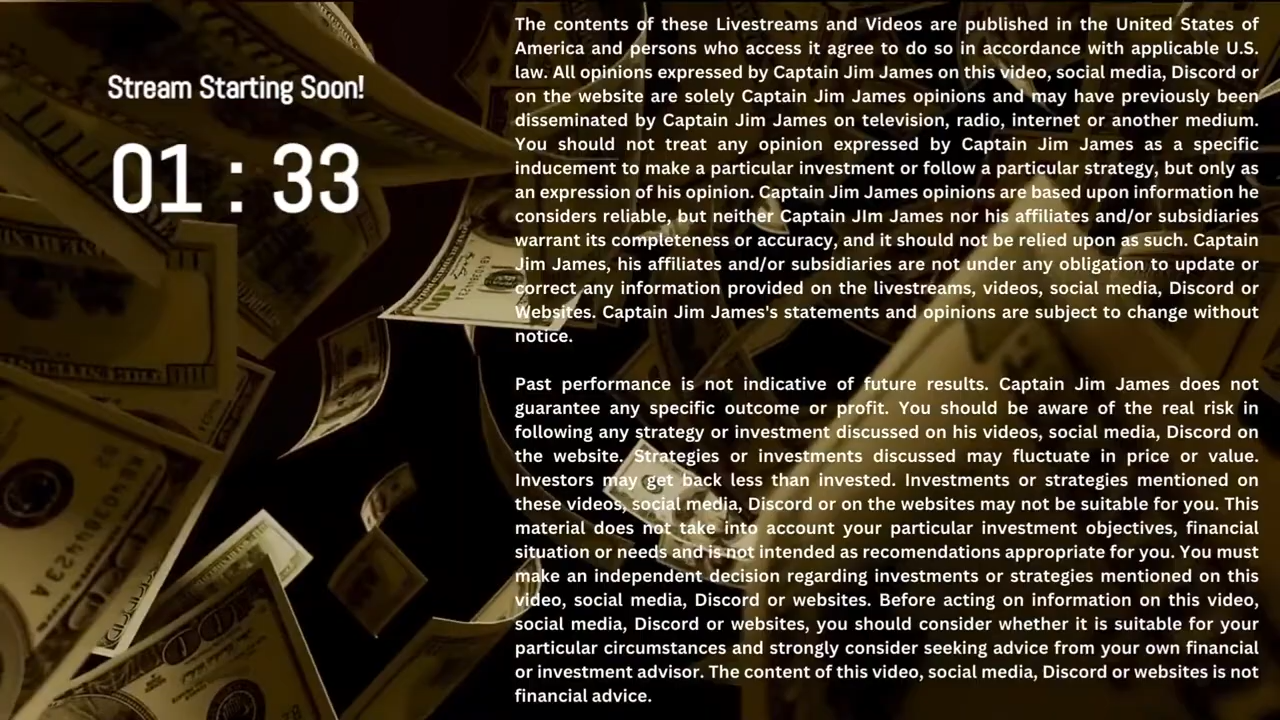 Stream Starting Soon!
01 : 33
The contents of these Livestreams and Videos are published in the United States of
America and persons who access it agree to do so in accordance with applicable U.S.
law. All opinions expressed by Captain Jim James on this video, social media, Discord or
on the website are solely Captain Jim James opinions and may have previously been
disseminated by Captain Jim James on television, radio, internet or another medium.
You should not treat any opinion expressed by Captain Jim James as a specific
inducement to make a particular investment or follow a particular strategy, but only as
an expression of his opinion. Captain Jim James opinions are based upon information he
considers reliable, but neither Captain JIm James nor his affiliates and/or subsidiaries
warrant its completeness or accuracy, and it should not be relied upon as such. Captain
Jim James, his affiliates and/or subsidiaries are not under any obligation to update or
correct any information provided on the livestreams, videos, social media, Discord or
Websites. Captain Jim James's statements and opinions are subject to change without
notice.
Past performance is not indicative of future results. Captain Jim James does not
guarantee any specific outcome or profit. You should be aware of the real risk in
following any strategy or investment discussed on his videos, social media, Discord on
the website. Strategies or investments discussed may fluctuate in price or value.
Investors may get back less than invested. Investments or strategies mentioned on
these videos, social media, Discord or on the websites may not be suitable for you. This
material does not take into account your particular investment objectives, financial
situation or needs and is not intended as recomendations appropriate for you. You must
make an independent decision regarding investments or strategies mentioned on this
video, social media, Discord or websites. Before acting on information on this video,
social media, Discord or websites, you should consider whether it is suitable for your
particular circumstances and strongly consider seeking advice from your own financial
or investment advisor. The content of this video, social media, Discord or websites is not
financial advice.